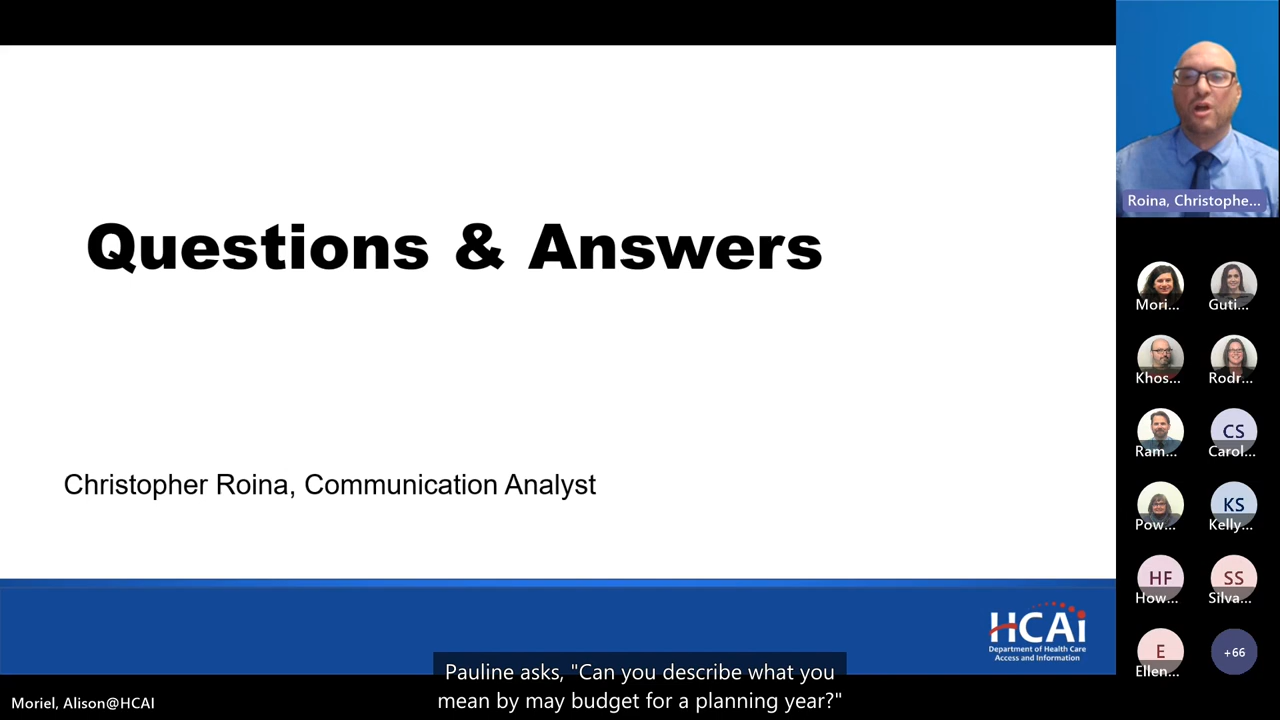 Questions & Answers
Christopher Roina, Communication Analyst
HCAi
Department of Health Care
Access and Information
Pauline asks, "Can you describe what you
mean by may budget for a planning year?"
Moriel, Alison@HCAI
Roina, Christophe...
Mori...
Guti...
Khos...
Rodr...
Ram...
CS
Carol...
Pow...
KS
Kelly...
HF
How...
SS
Silva...
E
Ellen...
+66